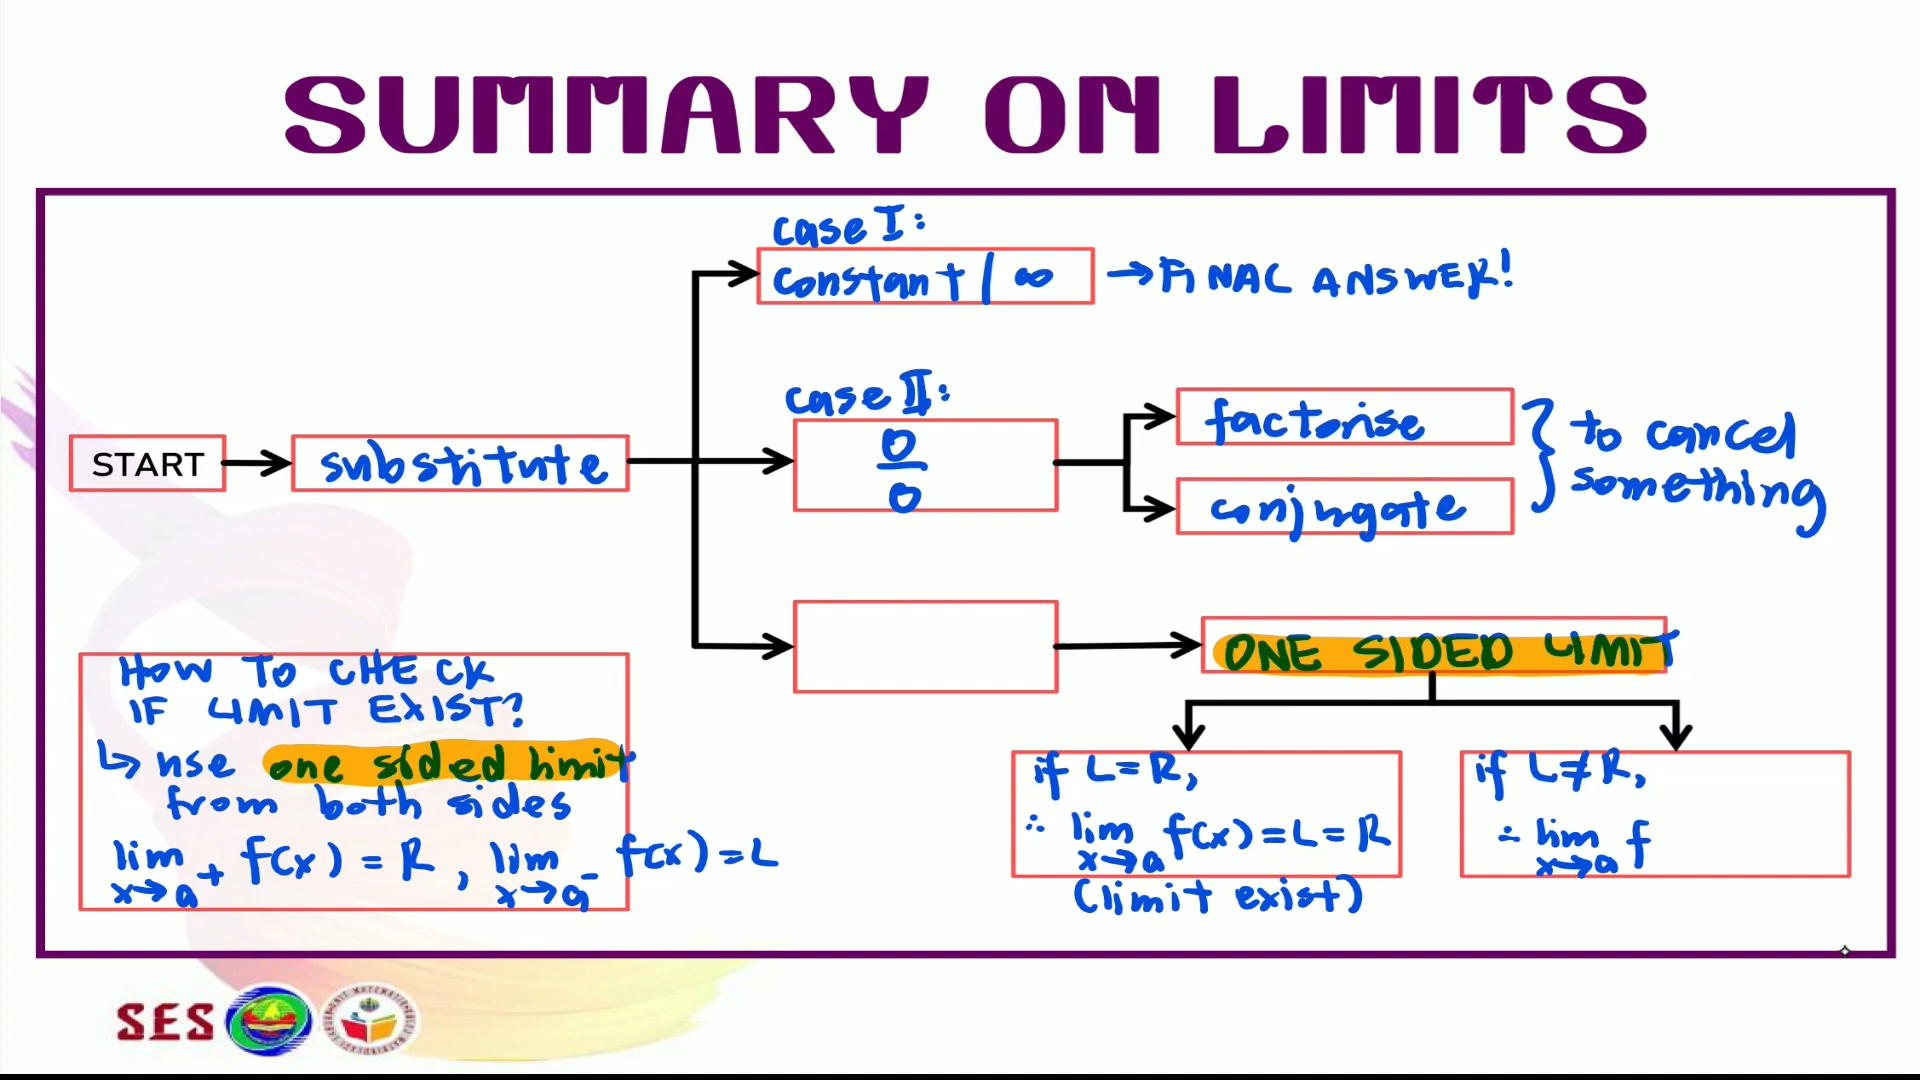 SUMMARY ON LIMITS
case I:
constant / ∞ → FINAL ANSWER!
case II:
0
0
factorise
conjugate
} to cancel
something
START
substitute
ONE SIDED LIMIT
HOW TO CHECK
IF LIMIT EXIST?
↳ use one sided limit
from both sides
lim x→a⁺ f(x) = R , lim x→a⁻ f(x) = L
if L = R,
∴ lim x→a f(x) = L = R
(limit exist)
if L ≠ R,
∴ lim x→a f
SES